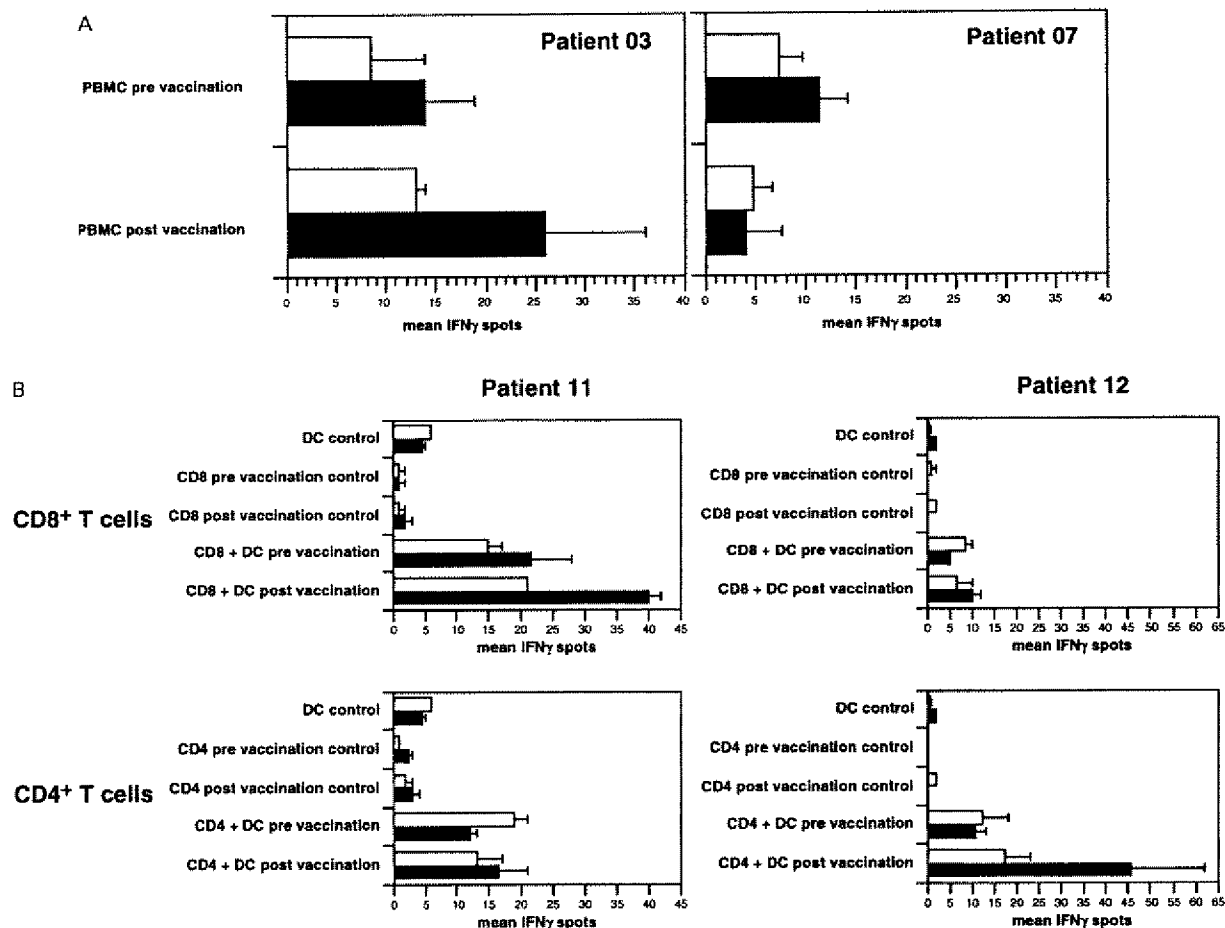 A
Patient 03
Patient 07
PBMC pre vaccination
PBMC post vaccination
0 5 10 15 20 25 30 35 40
mean IFNγ spots
0 5 10 15 20 25 30 35 40
mean IFNγ spots
B
Patient 11
Patient 12
CD8+ T cells
DC control
CD8 pre vaccination control
CD8 post vaccination control
CD8 + DC pre vaccination
CD8 + DC post vaccination
0 5 10 15 20 25 30 35 40 45
mean IFNγ spots
DC control
CD8 pre vaccination control
CD8 post vaccination control
CD8 + DC pre vaccination
CD8 + DC post vaccination
0 5 10 15 20 25 30 35 40 45 50 55 60 65
mean IFNγ spots
CD4+ T cells
DC control
CD4 pre vaccination control
CD4 post vaccination control
CD4 + DC pre vaccination
CD4 + DC post vaccination
0 5 10 15 20 25 30 35 40 45
mean IFNγ spots
DC control
CD4 pre vaccination control
CD4 post vaccination control
CD4 + DC pre vaccination
CD4 + DC post vaccination
0 5 10 15 20 25 30 35 40 45 50 55 60 65
mean IFNγ spots